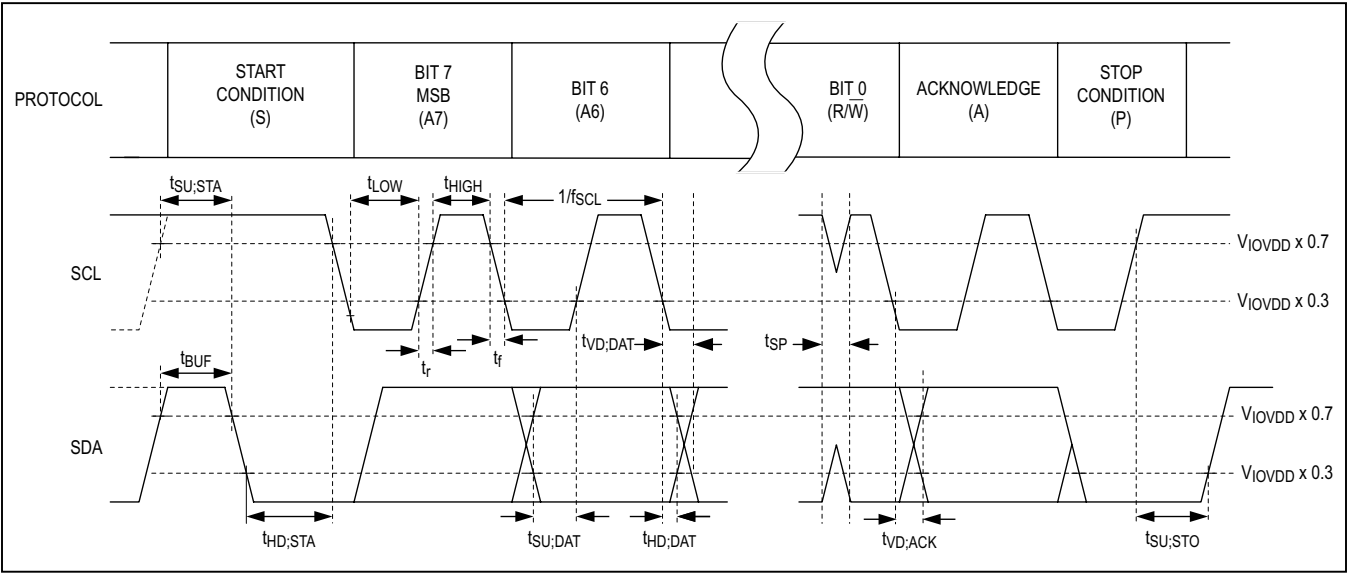 PROTOCOL
START
CONDITION
(S)
BIT 7
MSB
(A7)
BIT 6
(A6)
BIT 0
(R/W̅)
ACKNOWLEDGE
(A)
STOP
CONDITION
(P)
tSU;STA
tLOW
tHIGH
1/fSCL
SCL
VIOVDD x 0.7
VIOVDD x 0.3
tBUF
tr
tf
tVD;DAT
tSP
SDA
VIOVDD x 0.7
VIOVDD x 0.3
tHD;STA
tSU;DAT
tHD;DAT
tVD;ACK
tSU;STO